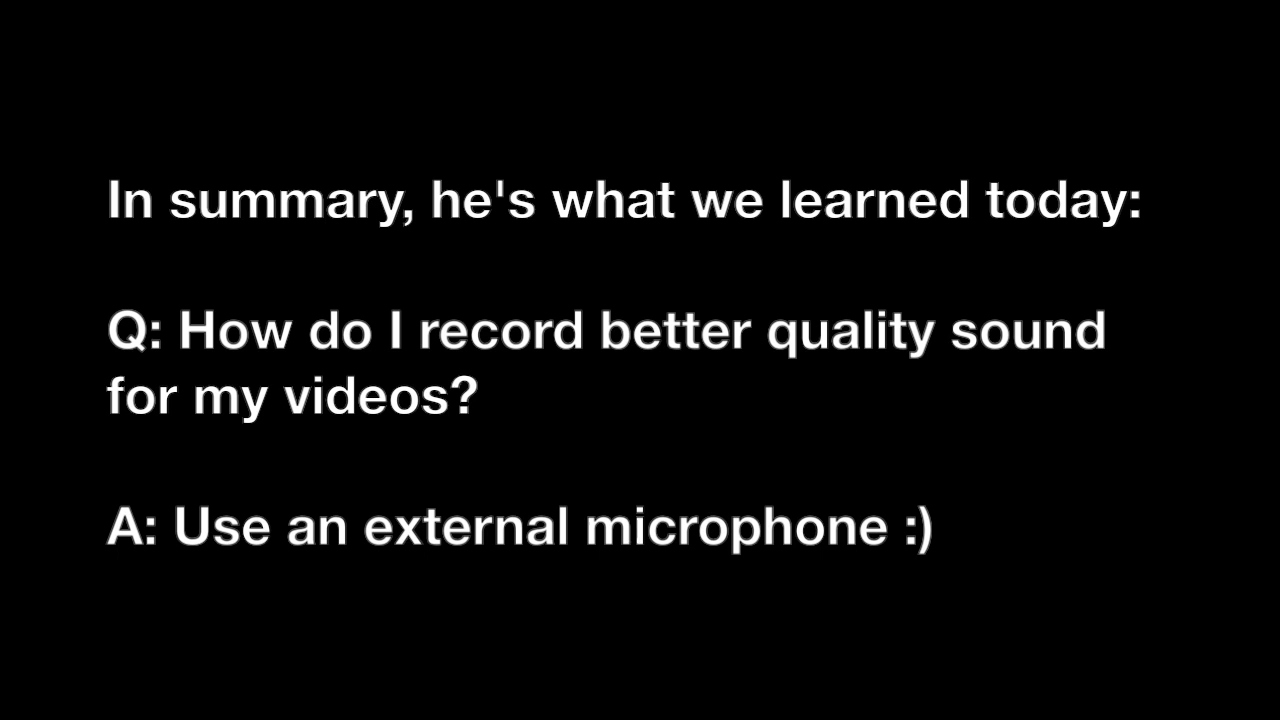 In summary, he's what we learned today:
Q: How do I record better quality sound
for my videos?
A: Use an external microphone :)